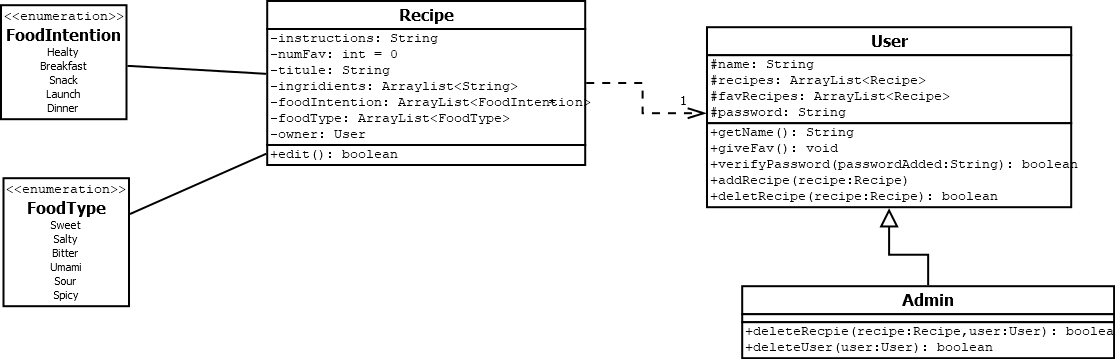 <<enumeration>>
FoodIntention
Healty
Breakfast
Snack
Launch
Dinner
<<enumeration>>
FoodType
Sweet
Salty
Bitter
Umami
Sour
Spicy
Recipe
-instructions: String
-numFav: int = 0
-titule: String
-ingridients: Arraylist<String>
-foodIntention: ArrayList<FoodIntention>
-foodType: ArrayList<FoodType>
-owner: User
+edit(): boolean
*
1
User
#name: String
#recipes: ArrayList<Recipe>
#favRecipes: ArrayList<Recipe>
#password: String
+getName(): String
+giveFav(): void
+verifyPassword(passwordAdded:String): boolean
+addRecipe(recipe:Recipe)
+deletRecipe(recipe:Recipe): boolean
Admin
+deleteRecpie(recipe:Recipe,user:User): boolea
+deleteUser(user:User): boolean